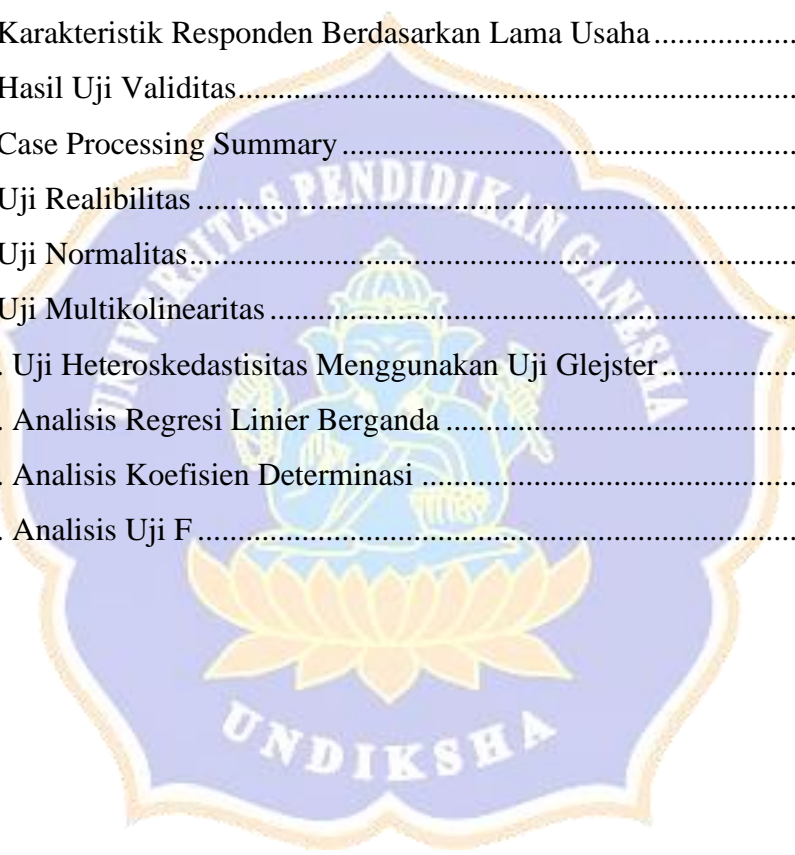 Karakteristik Responden Berdasarkan Lama Usaha..................
Hasil Uji Validitas.......................................................................
Case Processing Summary.........................................................
Uji Realibilitas............................................................................
Uji Normalitas.............................................................................
Uji Multikolinearitas...................................................................
. Uji Heteroskedastisitas Menggunakan Uji Glejster.................
. Analisis Regresi Linier Berganda.........................................
. Analisis Koefisien Determinasi................................................
. Analisis Uji F............................................................................
UNIVERSITAS PENDIDIKAN GANESHA
UNDIKSHA